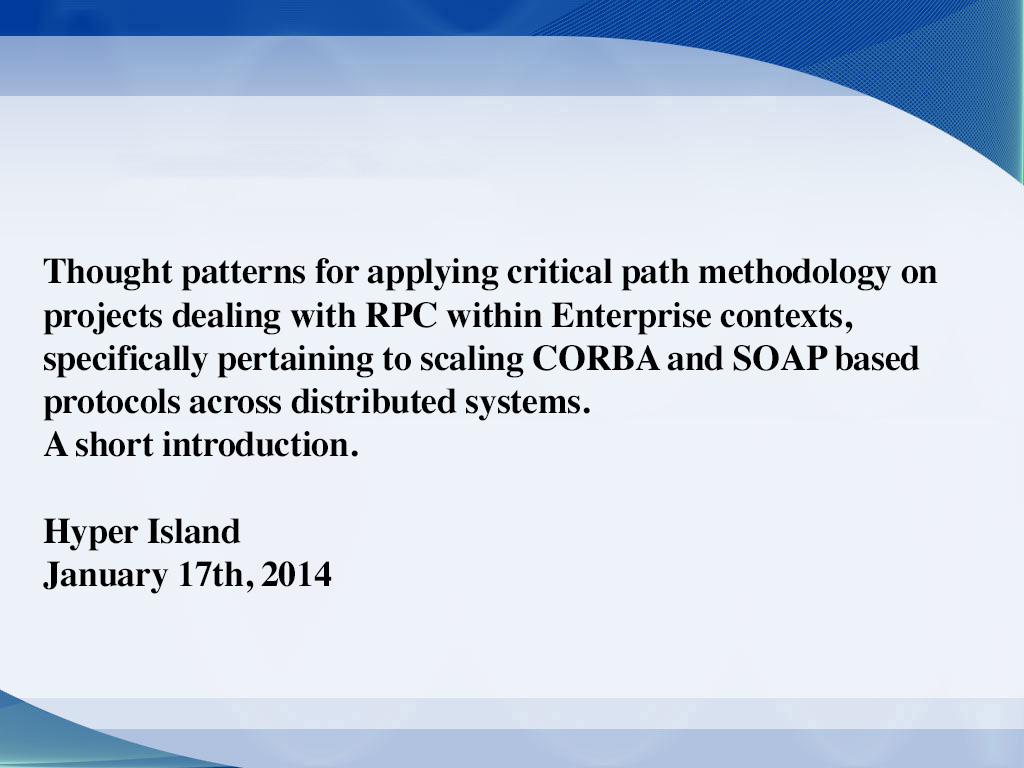 Thought patterns for applying critical path methodology on
projects dealing with RPC within Enterprise contexts,
specifically pertaining to scaling CORBA and SOAP based
protocols across distributed systems.
A short introduction.
Hyper Island
January 17th, 2014